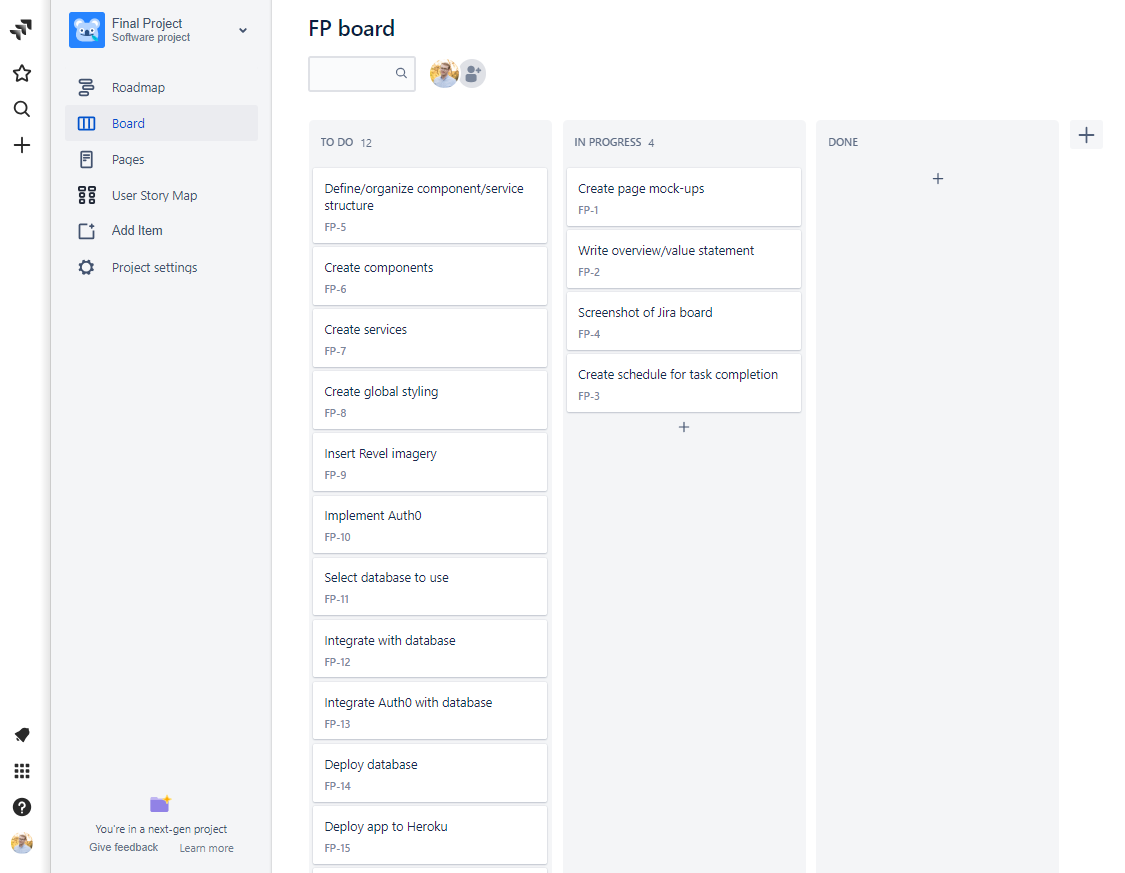 Final Project
Software project
Roadmap
Board
Pages
User Story Map
Add Item
Project settings
You're in a next-gen project
Give feedback Learn more
FP board
TO DO 12
Define/organize component/service
structure
FP-5
Create components
FP-6
Create services
FP-7
Create global styling
FP-8
Insert Revel imagery
FP-9
Implement Auth0
FP-10
Select database to use
FP-11
Integrate with database
FP-12
Integrate Auth0 with database
FP-13
Deploy database
FP-14
Deploy app to Heroku
FP-15
IN PROGRESS 4
Create page mock-ups
FP-1
Write overview/value statement
FP-2
Screenshot of Jira board
FP-4
Create schedule for task completion
FP-3
DONE